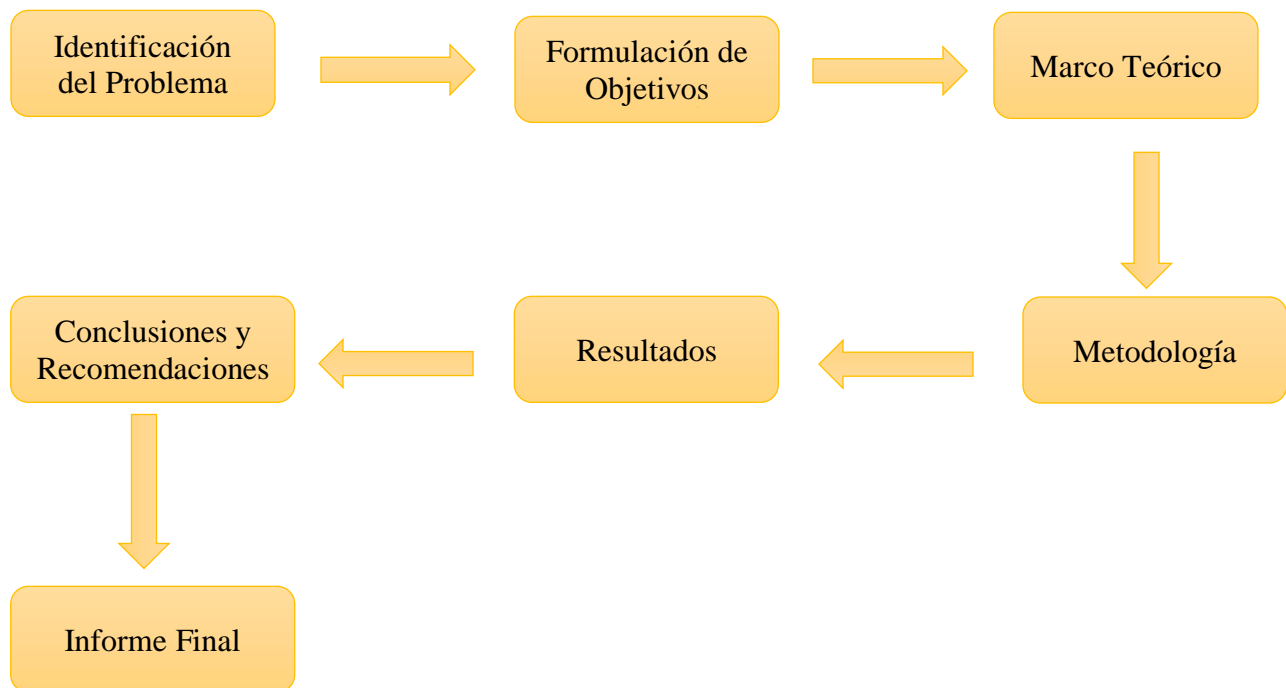 Identificación
del Problema
Formulación de
Objetivos
Marco Teórico
Metodología
Resultados
Conclusiones y
Recomendaciones
Informe Final